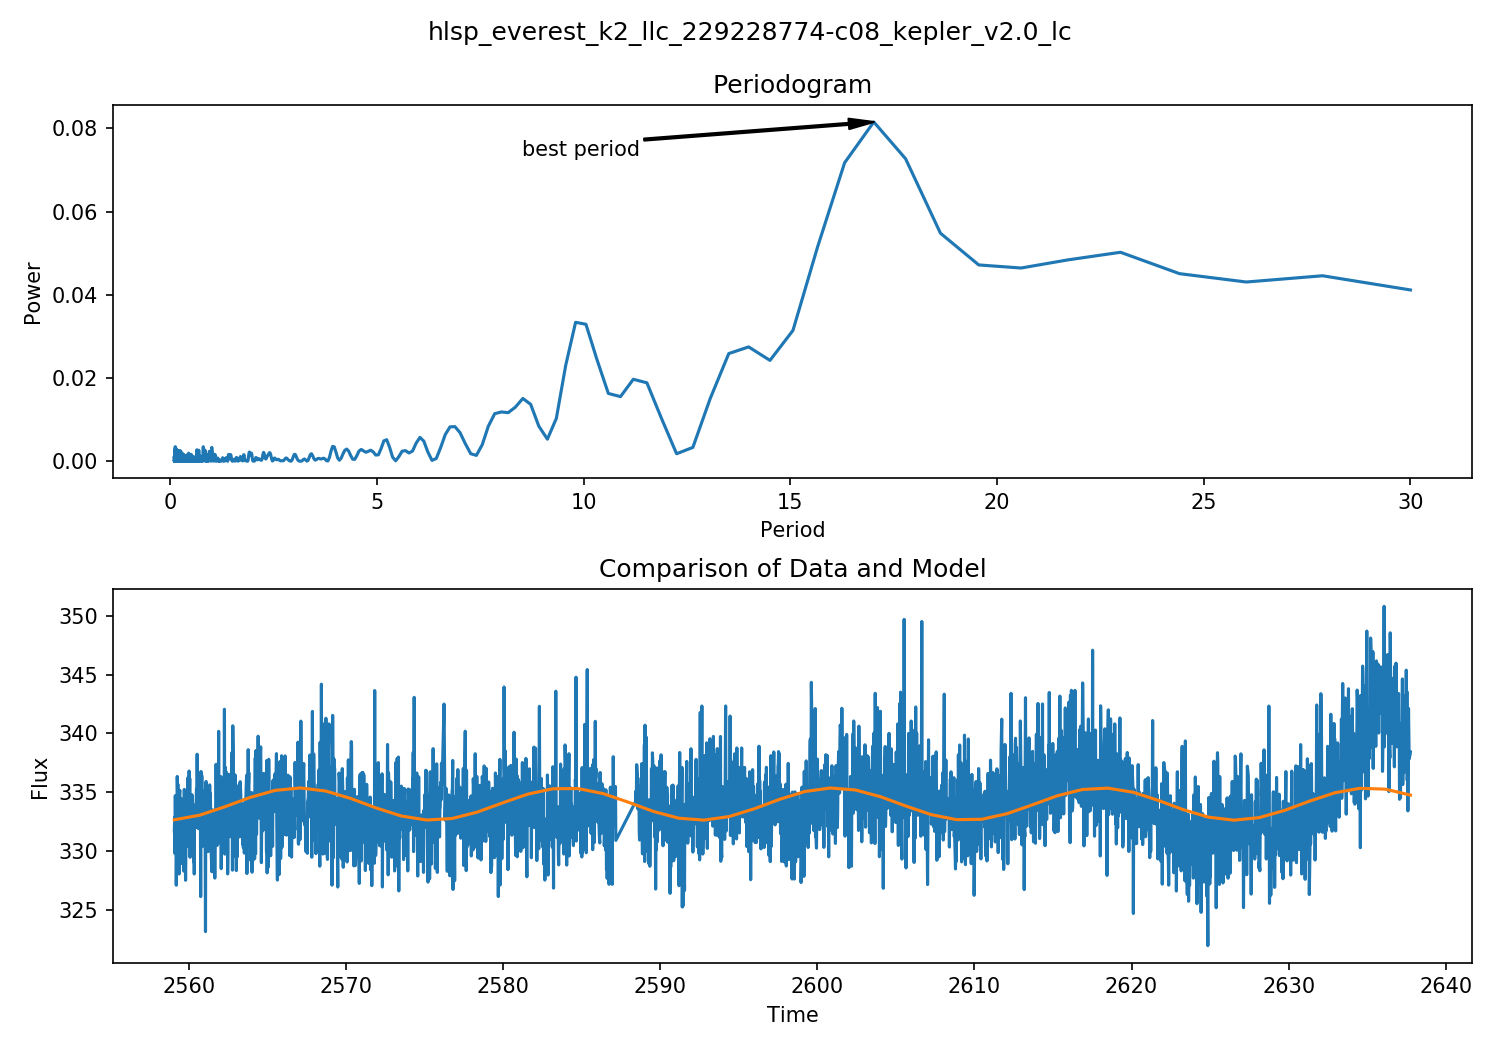 hlsp_everest_k2_llc_229228774-c08_kepler_v2.0_lc
Periodogram
0.08
0.06
0.04
0.02
0.00
Power
best period
0 5 10 15 20 25 30
Period
Comparison of Data and Model
350
345
340
335
330
325
Flux
2560 2570 2580 2590 2600 2610 2620 2630 2640
Time